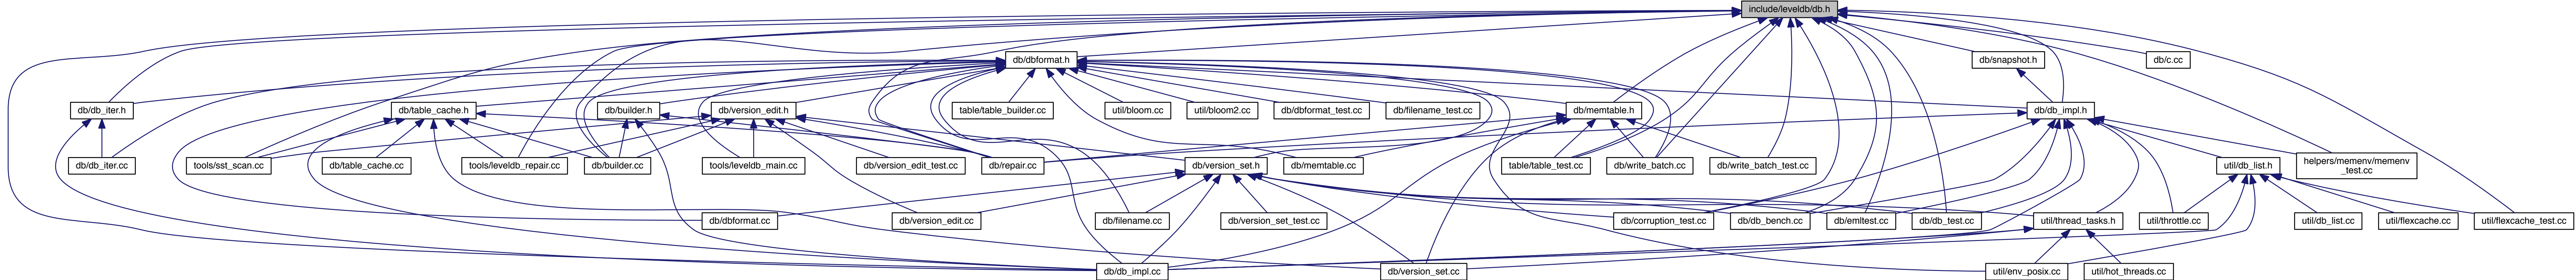 include/leveldb/db.h
db/dbformat.h
db/snapshot.h
db/c.cc
db/db_iter.h
db/table_cache.h
db/builder.h
db/version_edit.h
table/table_builder.cc
util/bloom.cc
util/bloom2.cc
db/dbformat_test.cc
db/filename_test.cc
db/memtable.h
db/db_impl.h
db/db_iter.cc
tools/sst_scan.cc
db/table_cache.cc
tools/leveldb_repair.cc
db/builder.cc
tools/leveldb_main.cc
db/version_edit_test.cc
db/repair.cc
db/version_set.h
db/memtable.cc
table/table_test.cc
db/write_batch.cc
db/write_batch_test.cc
util/db_list.h
helpers/memenv/memenv
_test.cc
db/dbformat.cc
db/version_edit.cc
db/filename.cc
db/version_set_test.cc
db/corruption_test.cc
db/db_bench.cc
db/emltest.cc
db/db_test.cc
util/thread_tasks.h
util/throttle.cc
util/db_list.cc
util/flexcache.cc
util/flexcache_test.cc
db/db_impl.cc
db/version_set.cc
util/env_posix.cc
util/hot_threads.cc